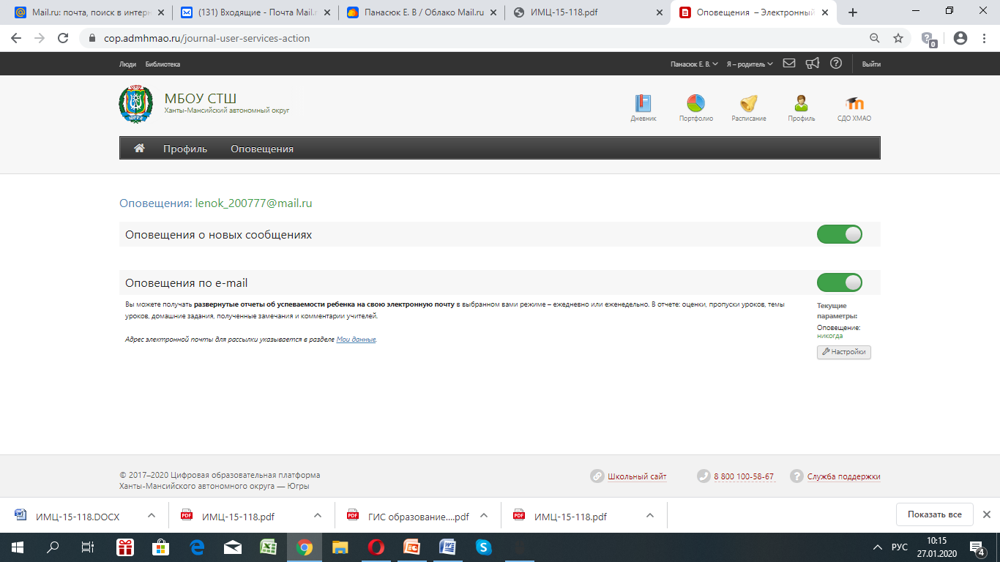 Mail.ru: почта, поиск в интерн
(131) Входящие - Почта Mail.r
Панасюк Е. В / Облако Mail.ru
ИМЦ-15-118.pdf
Оповещения – Электронный
cop.admhmao.ru/journal-user-services-action
0
Люди Библиотека
Панасюк Е. В. Я – родитель Выйти
МБОУ СТШ
Ханты-Мансийский автономный округ
Дневник Портфолио Расписание Профиль СДО ХМАО
Профиль Оповещения
Оповещения: lenok_200777@mail.ru
Оповещения о новых сообщениях
Оповещения по e-mail
Вы можете получать развернутые отчеты об успеваемости ребенка на свою электронную почту в выбранном вами режиме – ежедневно или еженедельно. В отчете: оценки, пропуски уроков, темы
уроков, домашние задания, полученные замечания и комментарии учителей.
Адрес электронной почты для рассылки указывается в разделе Мои данные.
Текущие
параметры:
Оповещение:
никогда
Настройки
© 2017–2020 Цифровая образовательная платформа
Ханты-Мансийского автономного округа — Югры
Школьный сайт
8 800 100-58-67
Служба поддержки
ИМЦ-15-118.DOCX
ИМЦ-15-118.pdf
ГИС образование....pdf
ИМЦ-15-118.pdf
Показать все
РУС
10:15
27.01.2020
4